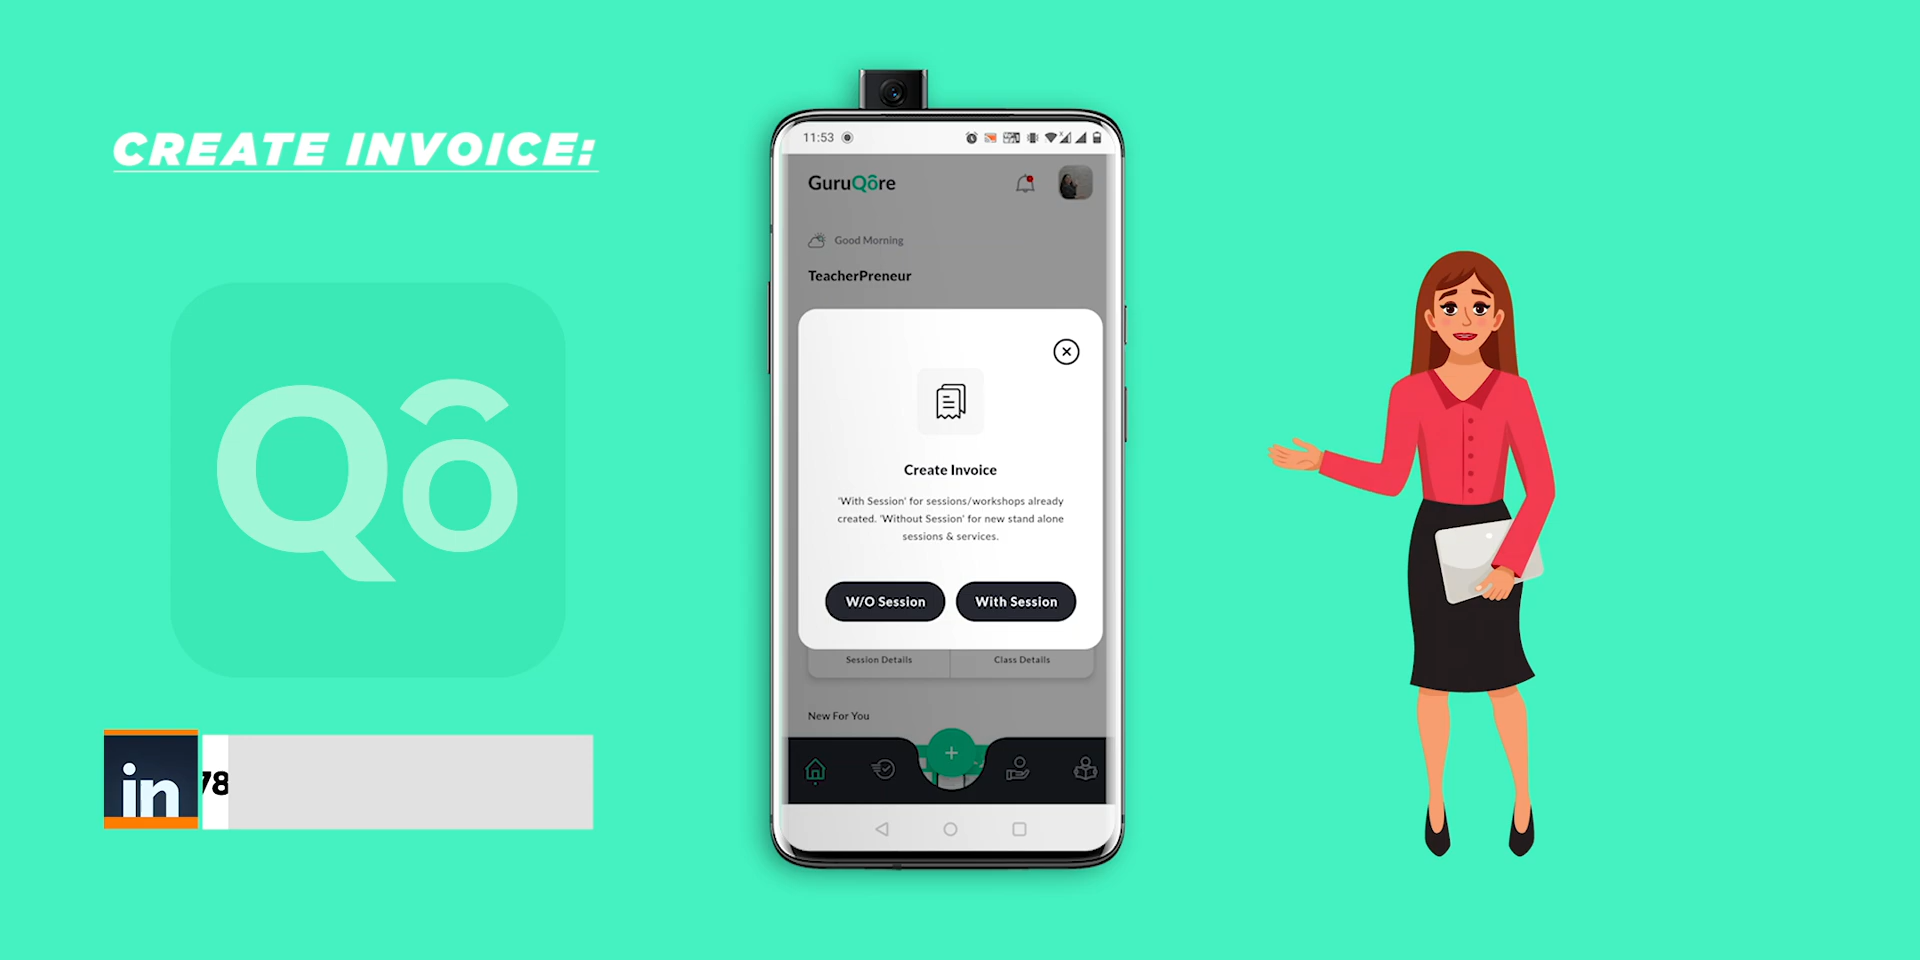 CREATE INVOICE:
Qô
in
78
11:53
GuruQôre
Good Morning
TeacherPreneur
Create Invoice
'With Session' for sessions/workshops already
created. 'Without Session' for new stand alone
sessions & services.
W/O Session
With Session
Session Details
Class Details
New For You